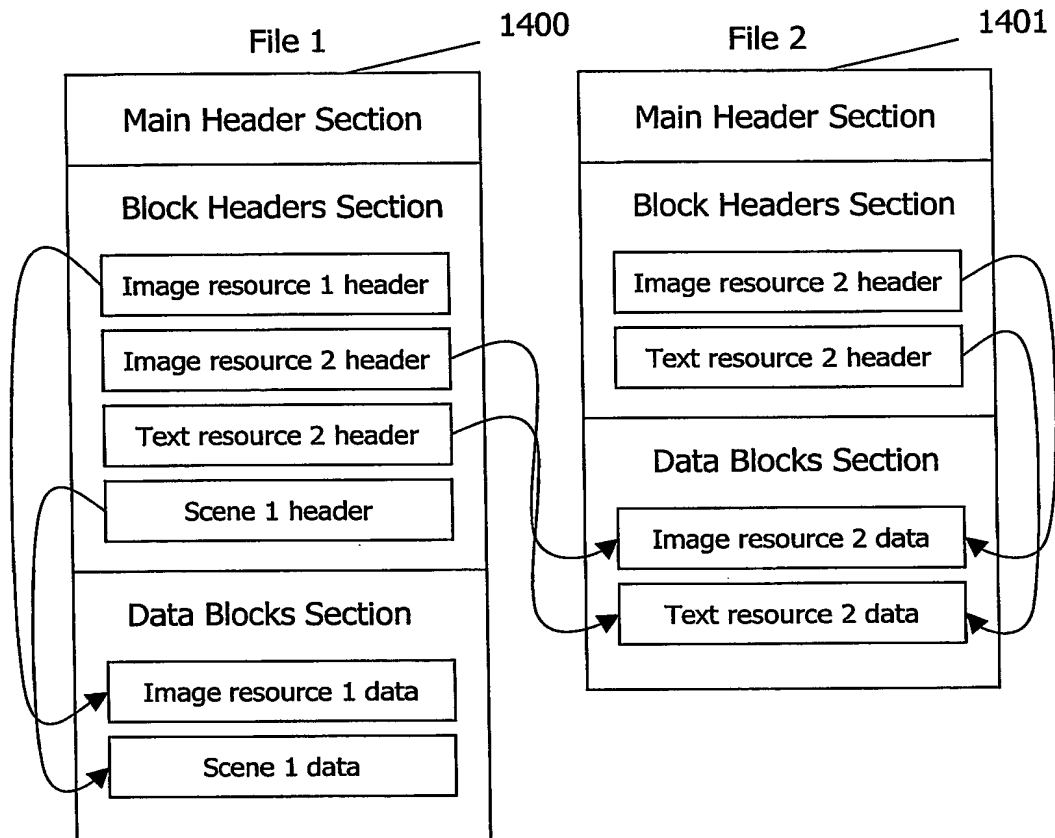 File 1
1400
Main Header Section
Block Headers Section
Image resource 1 header
Image resource 2 header
Text resource 2 header
Scene 1 header
Data Blocks Section
Image resource 1 data
Scene 1 data
File 2
1401
Main Header Section
Block Headers Section
Image resource 2 header
Text resource 2 header
Data Blocks Section
Image resource 2 data
Text resource 2 data